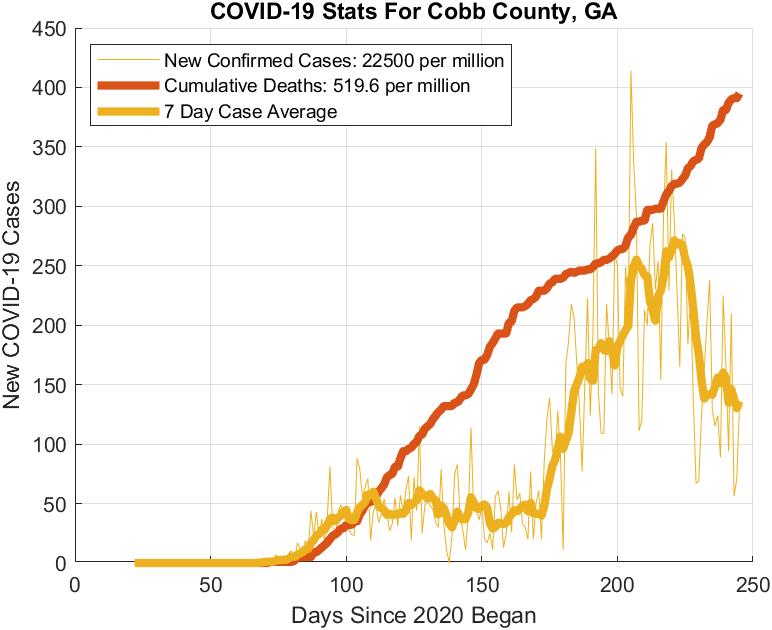 COVID-19 Stats For Cobb County, GA
New Confirmed Cases: 22500 per million
Cumulative Deaths: 519.6 per million
7 Day Case Average
New COVID-19 Cases
450
400
350
300
250
200
150
100
50
0
0 50 100 150 200 250
Days Since 2020 Began